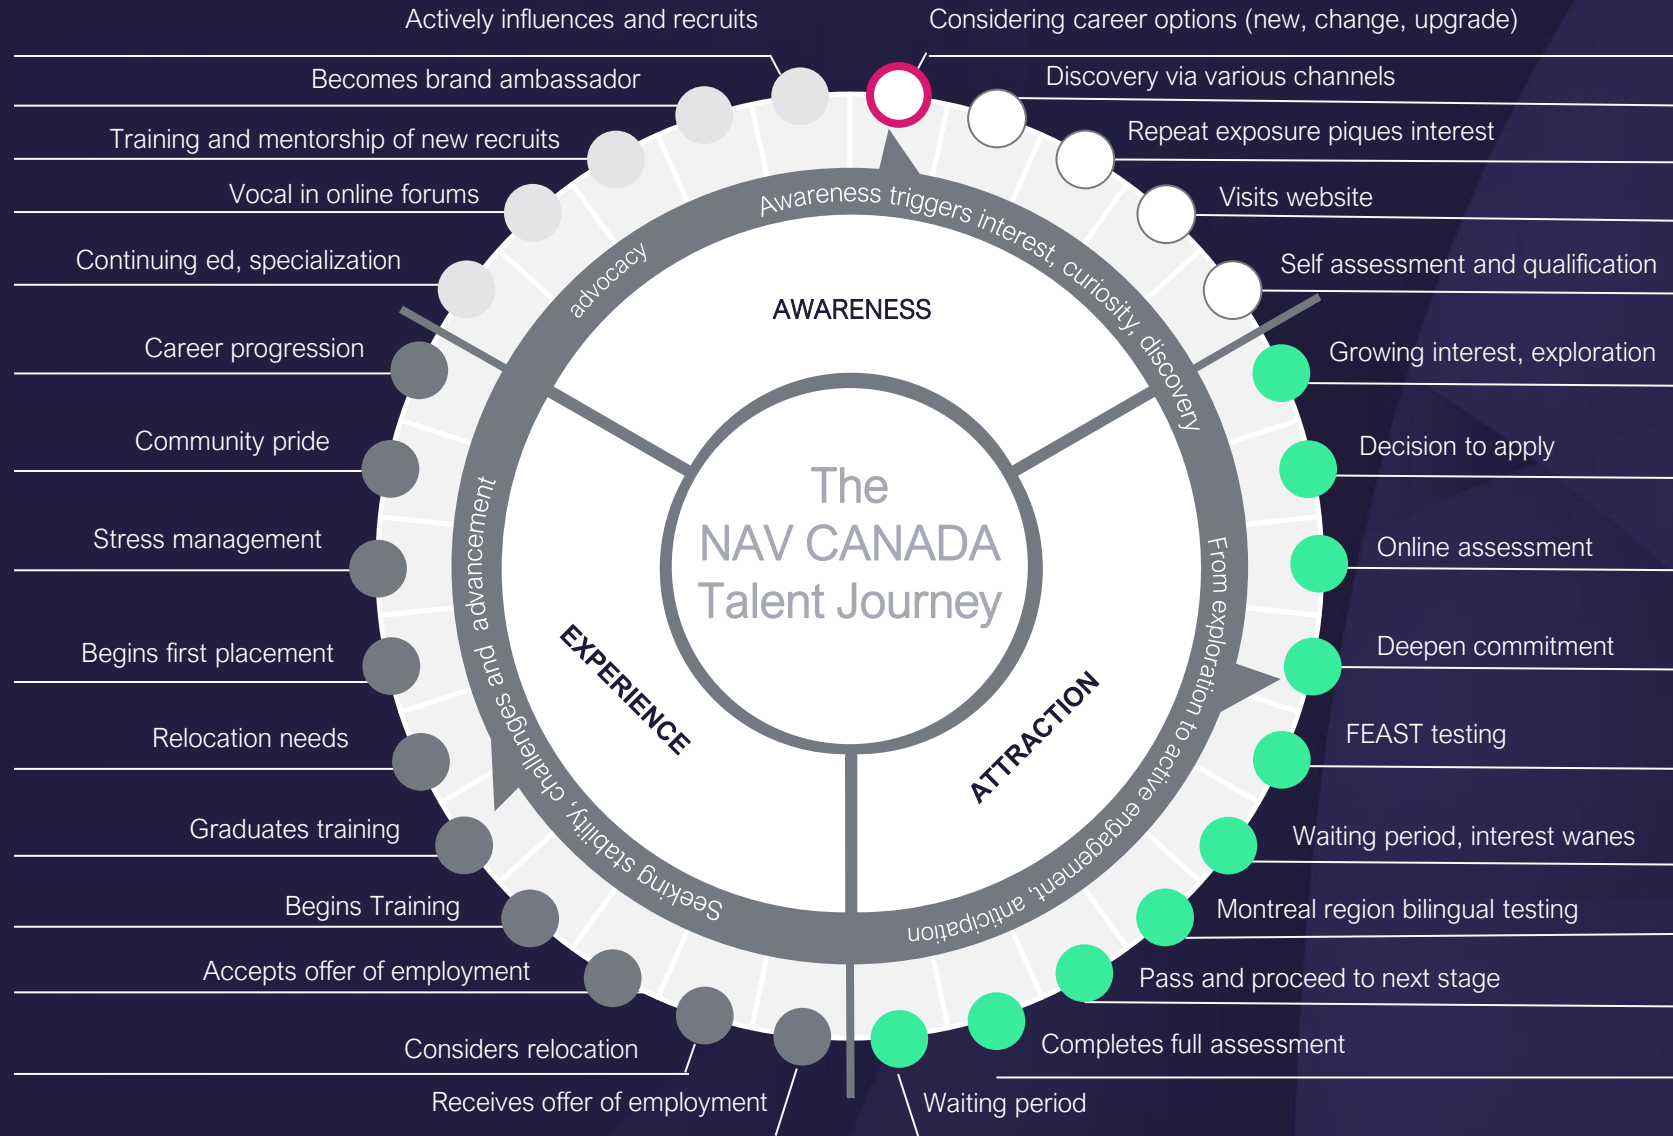 Actively influences and recruits
Considering career options (new, change, upgrade)
Becomes brand ambassador
Discovery via various channels
Training and mentorship of new recruits
Repeat exposure piques interest
Vocal in online forums
Visits website
Continuing ed, specialization
Self assessment and qualification
Career progression
Growing interest, exploration
Community pride
Decision to apply
Stress management
Online assessment
Begins first placement
Deepen commitment
Relocation needs
FEAST testing
Graduates training
Waiting period, interest wanes
Begins Training
Montreal region bilingual testing
Accepts offer of employment
Pass and proceed to next stage
Considers relocation
Completes full assessment
Receives offer of employment
Waiting period
Awareness triggers interest, curiosity, discovery
From exploration to active engagement, anticipation
Seeking stability, challenges and advancement
advocacy
AWARENESS
ATTRACTION
EXPERIENCE
The
NAV CANADA
Talent Journey